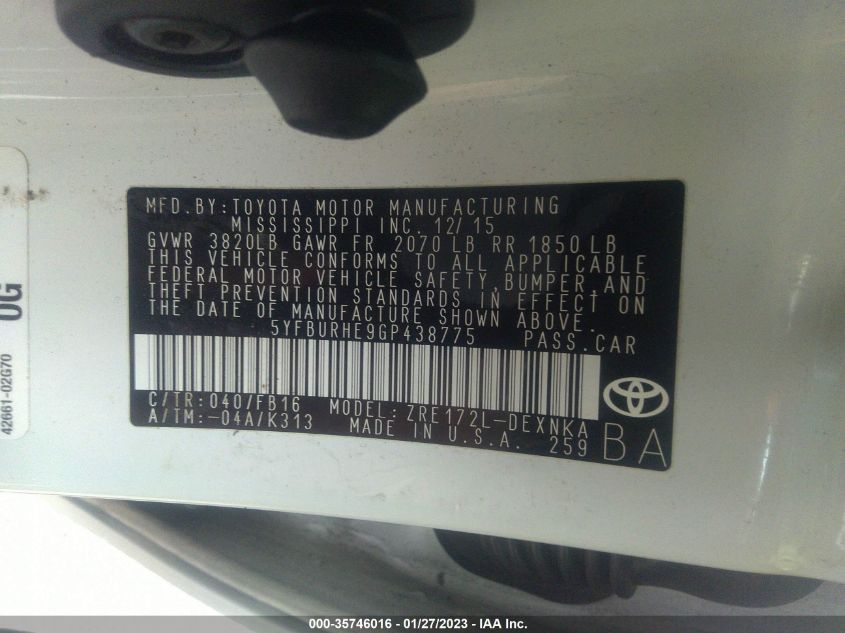 MFD.BY:TOYOTA MOTOR MANUFACTURING
MISSISSIPPI INC. 12/15
GVWR 3820LB GAWR FR 2070 LB RR 1850 LB
THIS VEHICLE CONFORMS TO ALL APPLICABLE
FEDERAL MOTOR VEHICLE SAFETY,BUMPER,AND
THEFT PREVENTION STANDARDS IN EFFECT ON
THE DATE OF MANUFACTURE SHOWN ABOVE.
5YFBURHE9GP438775 PASS.CAR
C/TR:040/FB16 MODEL:ZRE172L-DEXNKA
A/TM:-04A/K313 MADE IN U.S.A. 259
BA
42661-02G70
OG
000-35746016 - 01/27/2023 - IAA Inc.